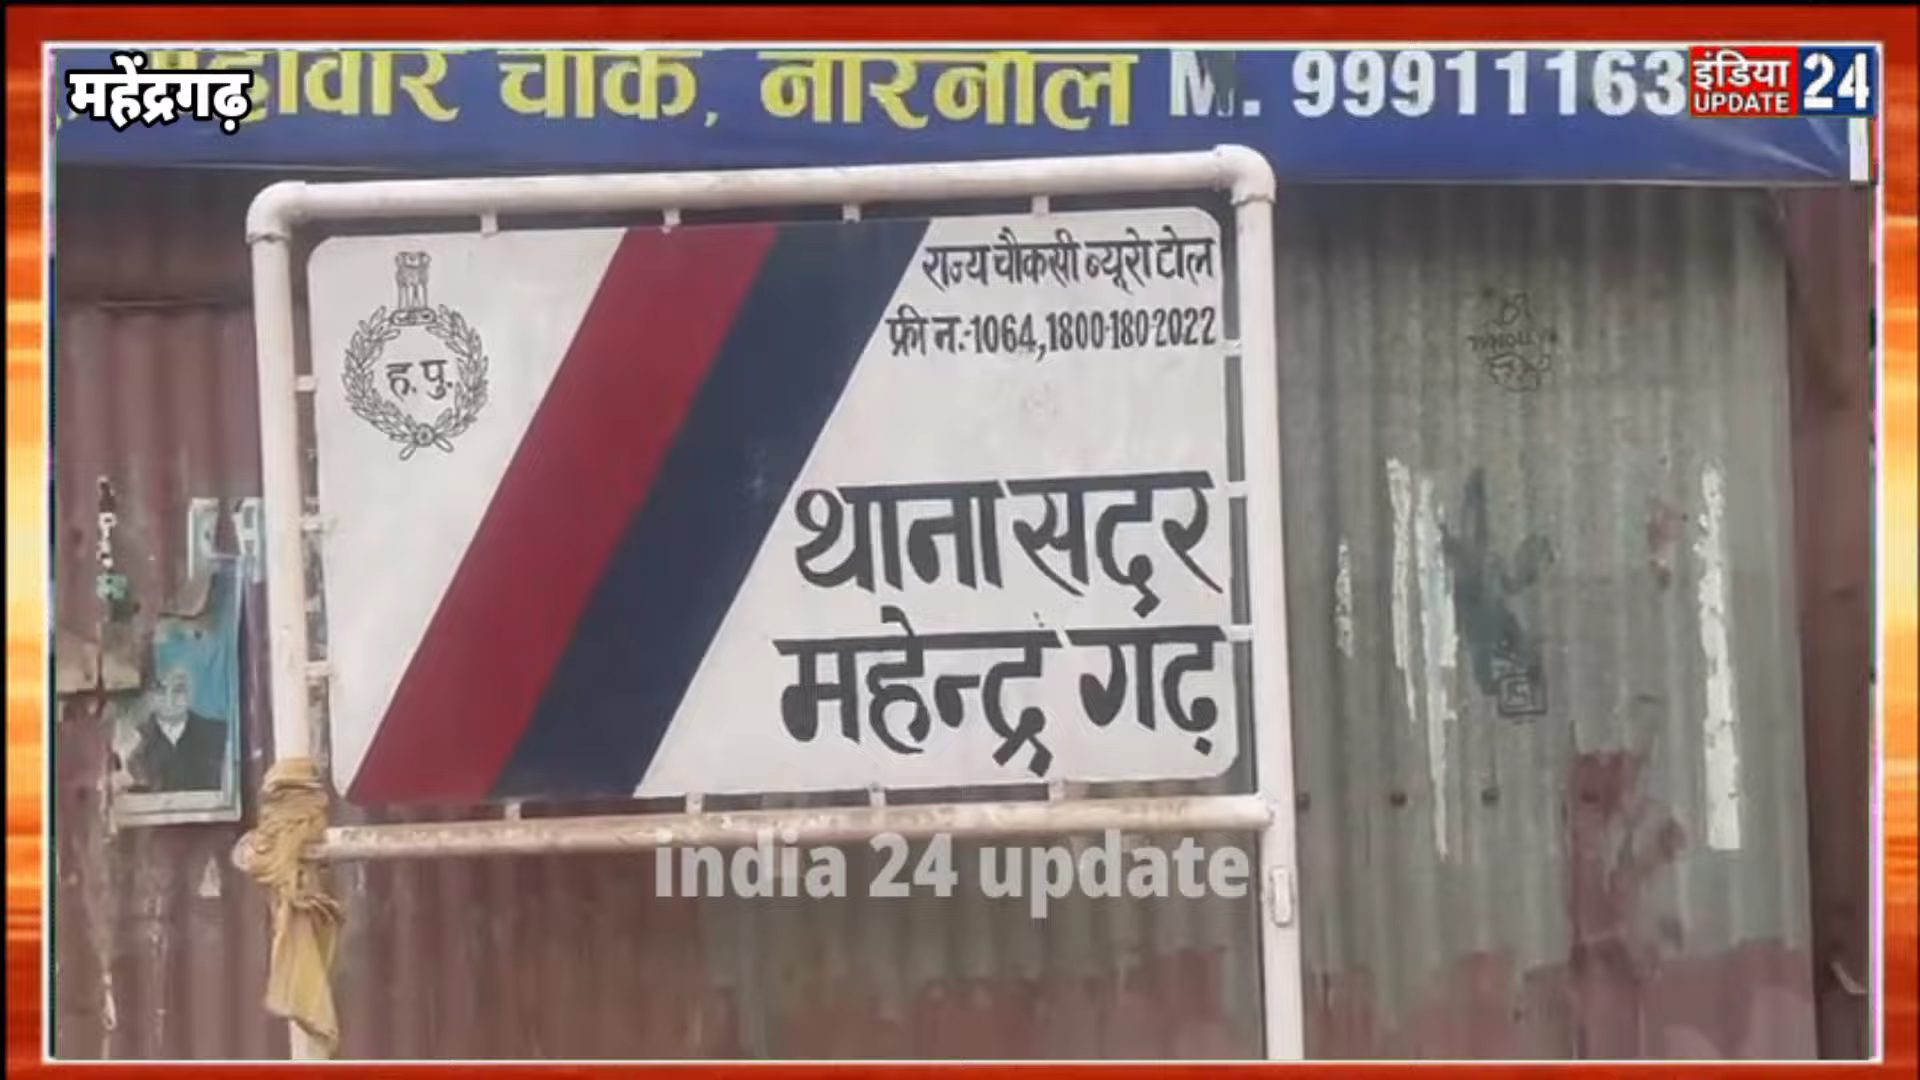 महेंद्रगढ़
चौक, नारनौल M. 99911163
इंडिया 24
UPDATE
राज्य चौकसी ब्यूरो टोल
फ्री न.:-1064,1800-180-2022
ह. पु.
थाना सदर
महेन्द्र गढ़
india 24 update